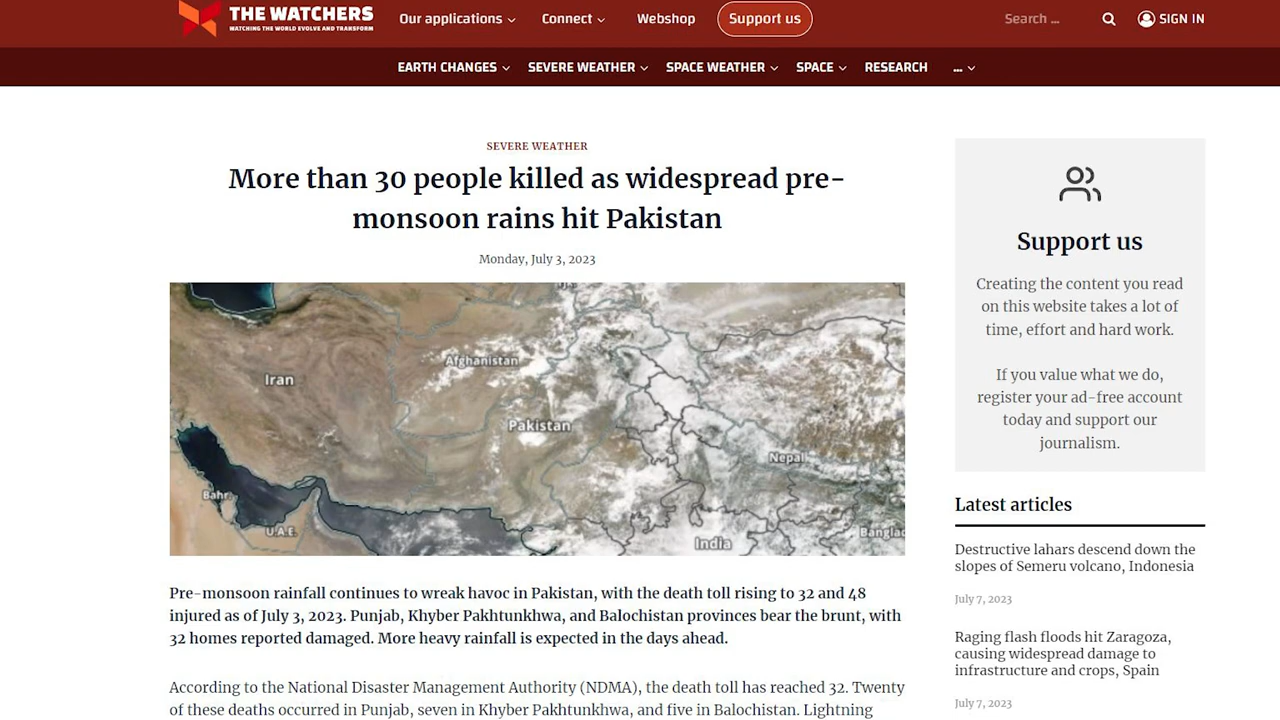 THE WATCHERS
WATCHING THE WORLD EVOLVE AND TRANSFORM
Our applications
Connect
Webshop
Support us
Search ...
SIGN IN
EARTH CHANGES
SEVERE WEATHER
SPACE WEATHER
SPACE
RESEARCH
...
SEVERE WEATHER
More than 30 people killed as widespread pre-
monsoon rains hit Pakistan
Monday, July 3, 2023
Afghanistan
Iran
Pakistan
Nepal
Bahr.
U.A.E.
India
Banglad
Pre-monsoon rainfall continues to wreak havoc in Pakistan, with the death toll rising to 32 and 48
injured as of July 3, 2023. Punjab, Khyber Pakhtunkhwa, and Balochistan provinces bear the brunt, with
32 homes reported damaged. More heavy rainfall is expected in the days ahead.
According to the National Disaster Management Authority (NDMA), the death toll has reached 32. Twenty
of these deaths occurred in Punjab, seven in Khyber Pakhtunkhwa, and five in Balochistan. Lightning
Support us
Creating the content you read
on this website takes a lot of
time, effort and hard work.
If you value what we do,
register your ad-free account
today and support our
journalism.
Latest articles
Destructive lahars descend down the
slopes of Semeru volcano, Indonesia
July 7, 2023
Raging flash floods hit Zaragoza,
causing widespread damage to
infrastructure and crops, Spain
July 7, 2023